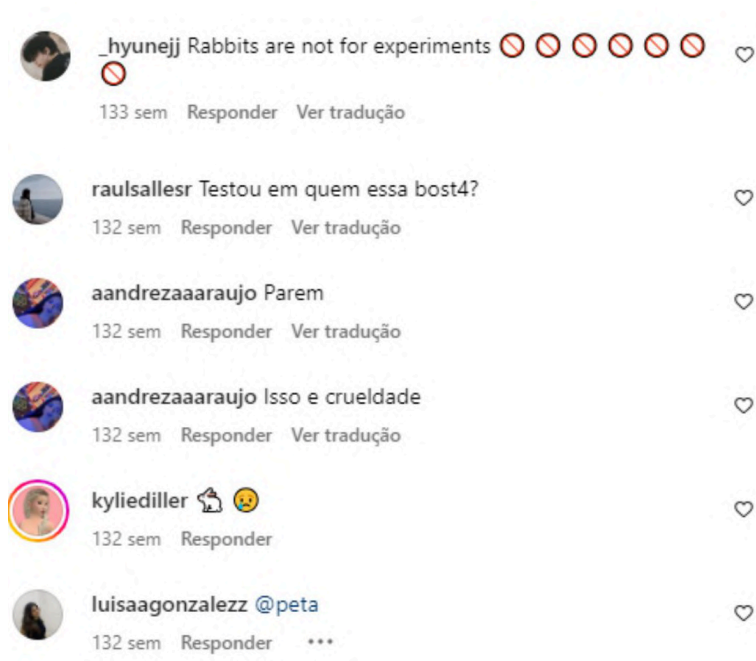 _hyunejj Rabbits are not for experiments 🚫 🚫 🚫 🚫 🚫 🚫
🚫
133 sem Responder Ver tradução
raulsallesr Testou em quem essa bost4?
132 sem Responder Ver tradução
aandrezaaaraujo Parem
132 sem Responder Ver tradução
aandrezaaaraujo Isso e crueldade
132 sem Responder Ver tradução
kyliediller 🐇 😢
132 sem Responder
luisaagonzalezz @peta
132 sem Responder •••